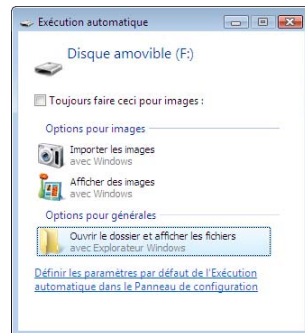 Exécution automatique
Disque amovible (F:)
Toujours faire ceci pour images :
Options pour images
Importer les images
avec Windows
Afficher des images
avec Windows
Options pour générales
Ouvrir le dossier et afficher les fichiers
avec Explorateur Windows
Définir les paramètres par défaut de l'Exécution
automatique dans le Panneau de configuration